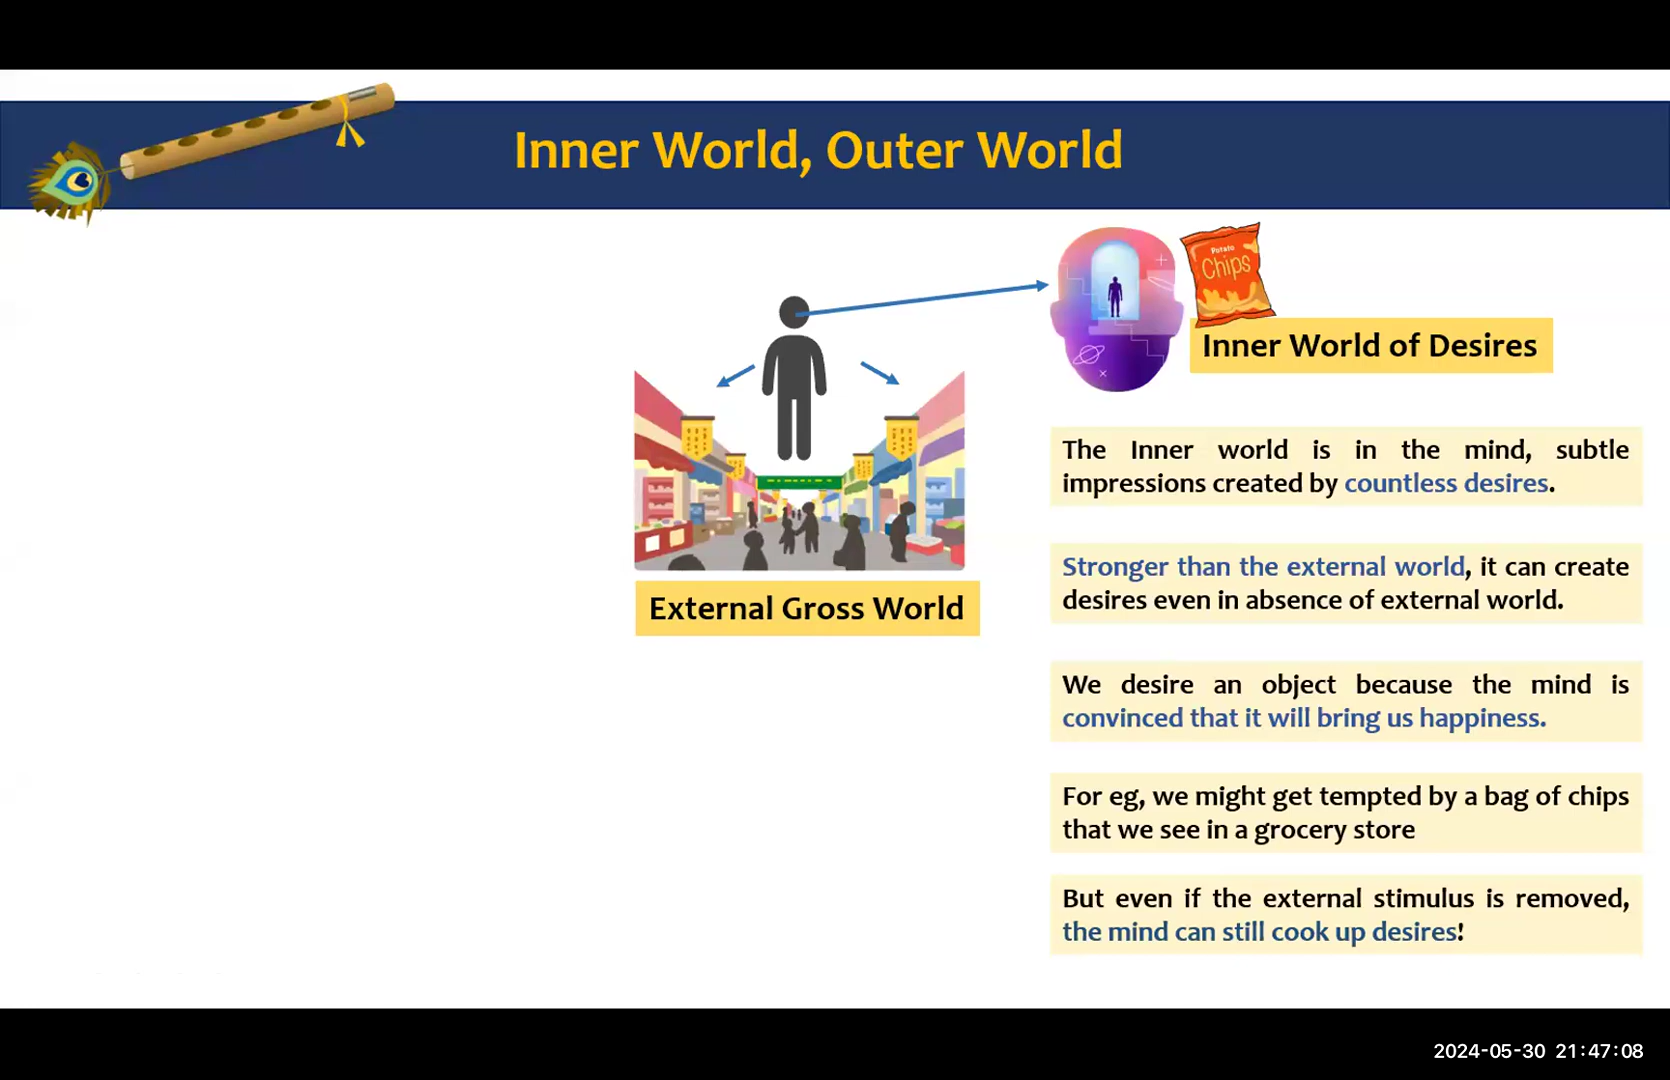 Inner World, Outer World
Potato
Chips
Inner World of Desires
The Inner world is in the mind, subtle
impressions created by countless desires.
Stronger than the external world, it can create
desires even in absence of external world.
External Gross World
We desire an object because the mind is
convinced that it will bring us happiness.
For eg, we might get tempted by a bag of chips
that we see in a grocery store
But even if the external stimulus is removed,
the mind can still cook up desires!
2024-05-30 21:47:08